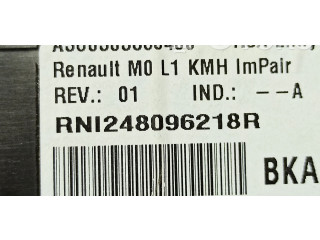 Renault M0 L1 KMH ImPair
REV.: 01 IND.: --A
RNI248096218R
BKA